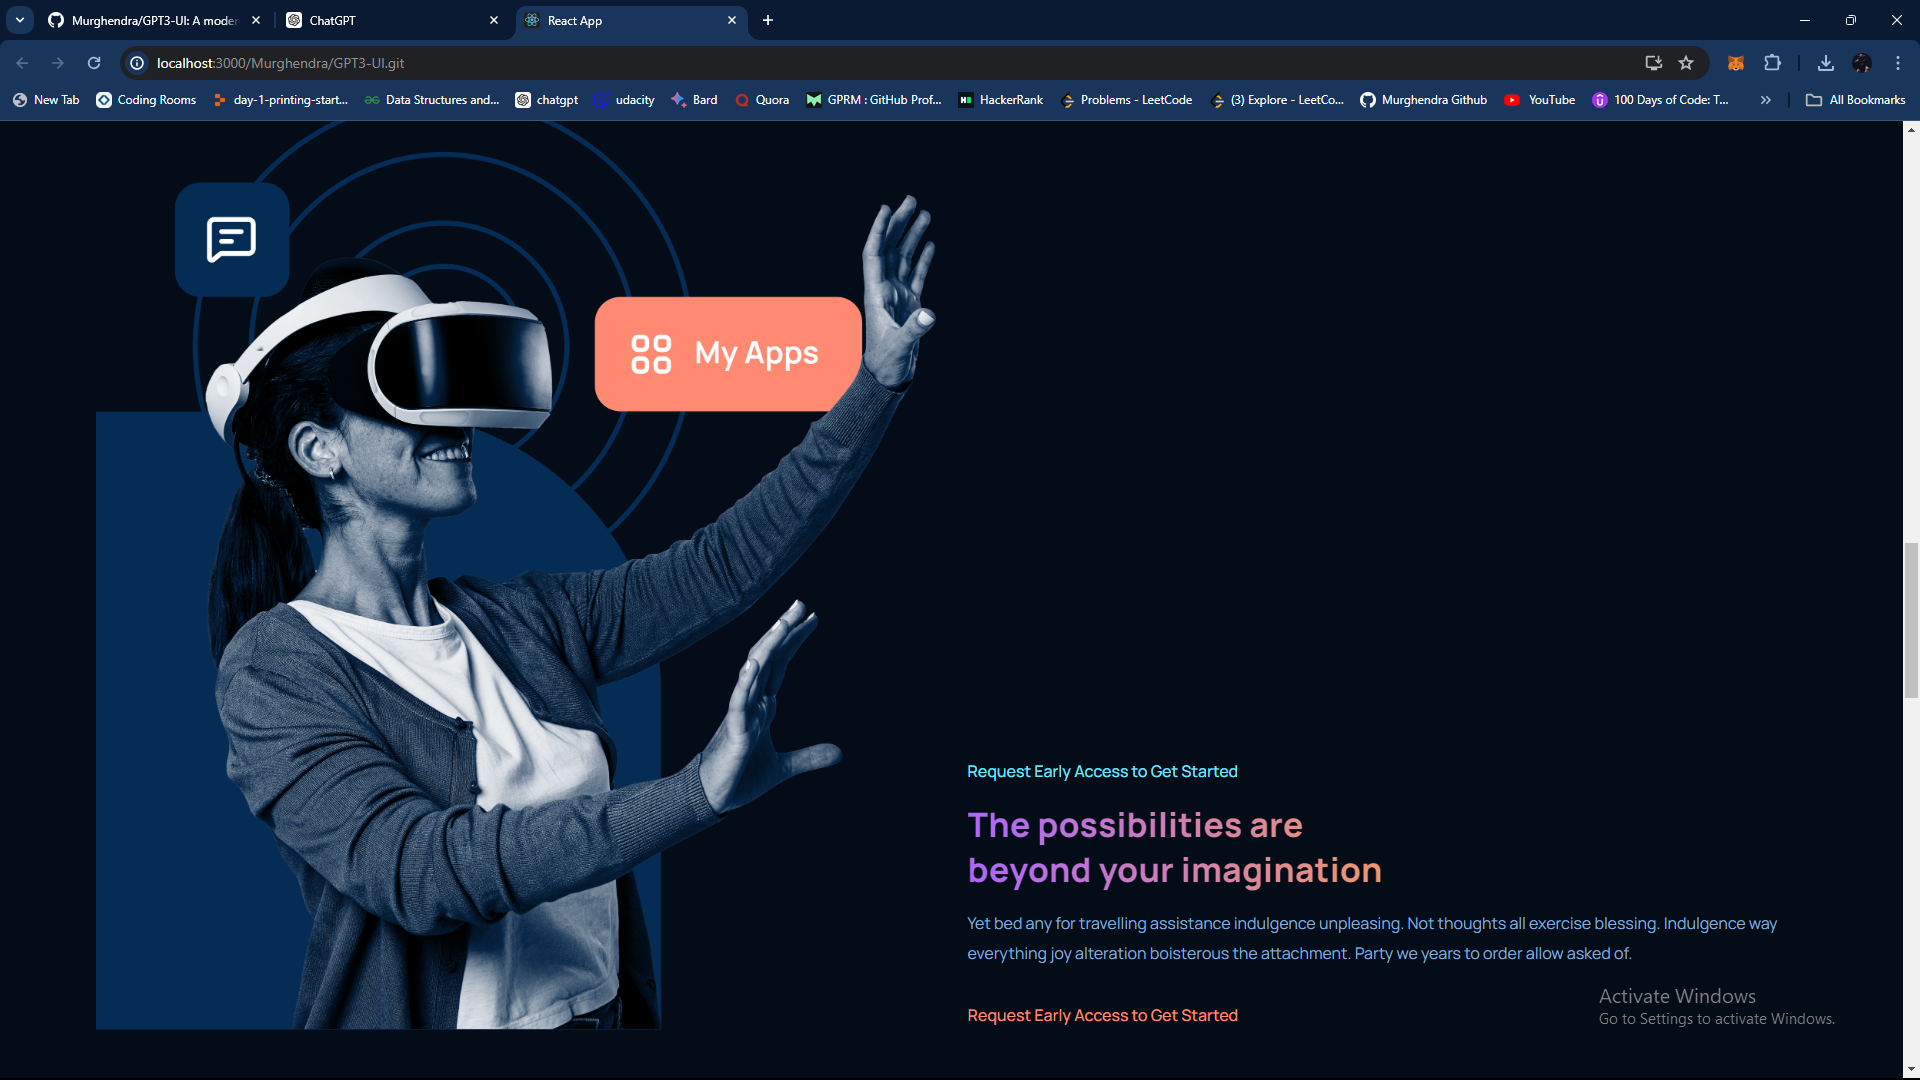 Murghendra/GPT3-UI: A moder
ChatGPT
React App
localhost:3000/Murghendra/GPT3-UI.git
New Tab
Coding Rooms
day-1-printing-start...
Data Structures and...
chatgpt
udacity
Bard
Quora
GPRM : GitHub Prof...
HackerRank
Problems - LeetCode
(3) Explore - LeetCo...
Murghendra Github
YouTube
100 Days of Code: T...
All Bookmarks
My Apps
Request Early Access to Get Started
The possibilities are
beyond your imagination
Yet bed any for travelling assistance indulgence unpleasing. Not thoughts all exercise blessing. Indulgence way
everything joy alteration boisterous the attachment. Party we years to order allow asked of.
Request Early Access to Get Started
Activate Windows
Go to Settings to activate Windows.